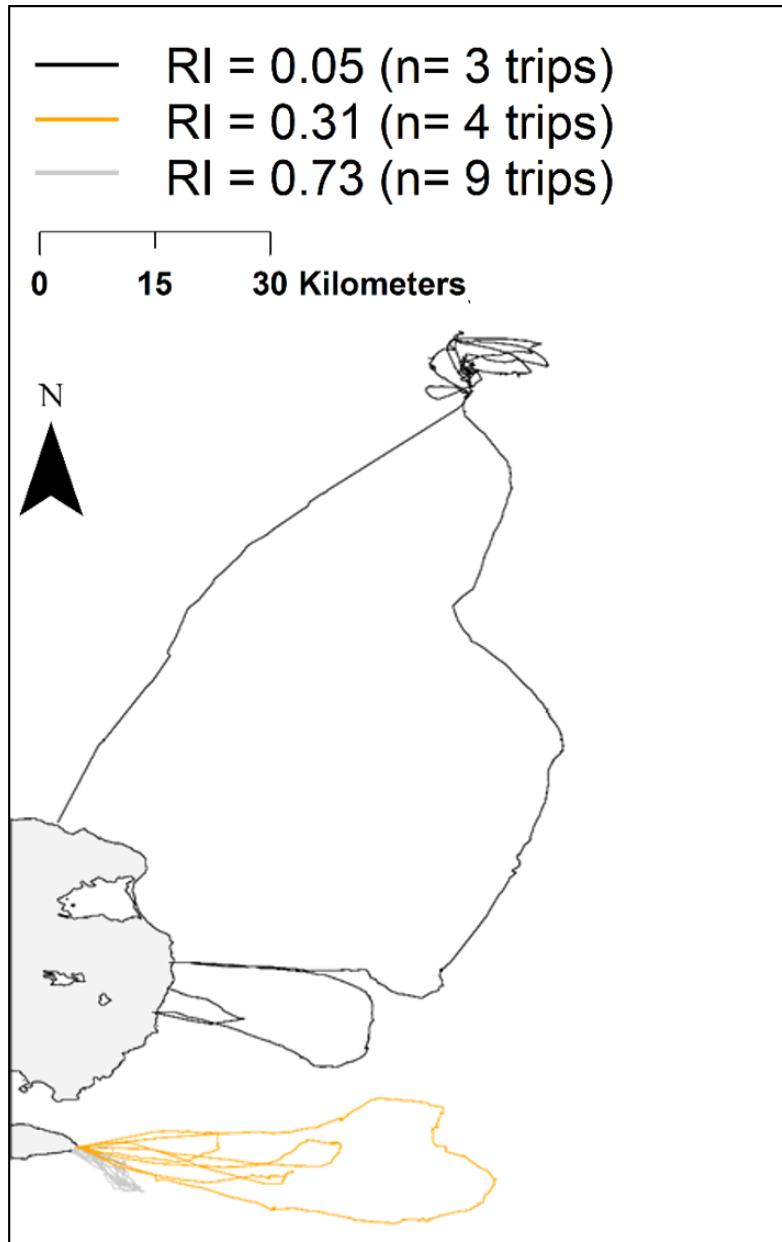 RI = 0.05 (n= 3 trips)
RI = 0.31 (n= 4 trips)
RI = 0.73 (n= 9 trips)
0 15 30 Kilometers
N